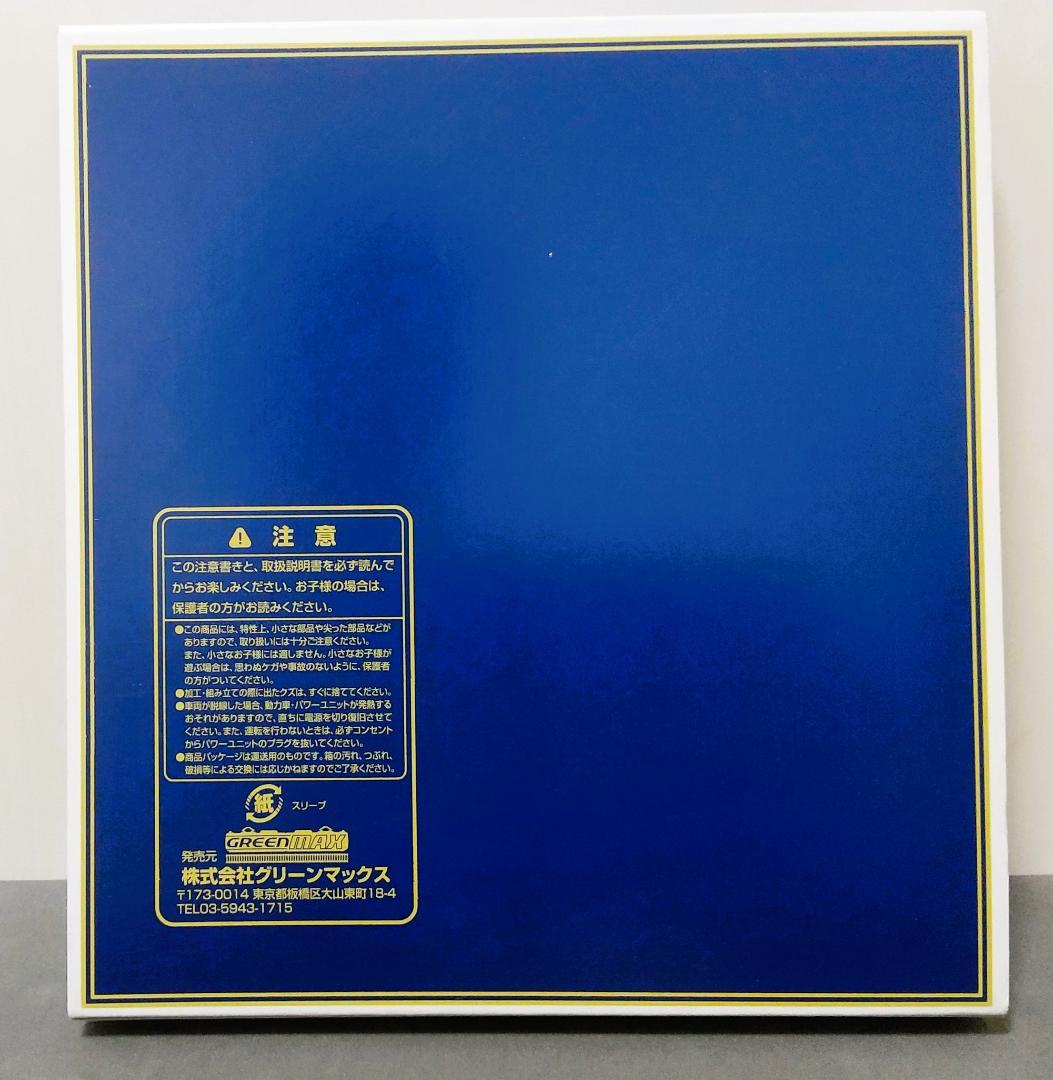 注意
この注意書きと、取扱説明書を必ず読んで
からお楽しみください。お子様の場合は、
保護者の方がお読みください。
●この商品には、特性上、小さな部品や尖った部品などが
ありますので、取り扱いには十分ご注意ください。
また、小さなお子様には適しません。小さなお子様が
遊ぶ場合は、思わぬケガや事故のないように、保護者
の方がついてください。
●加工・組み立ての際に出たクズは、すぐに捨ててください。
●車両が脱線した場合、動力車・パワーユニットが発熱する
おそれがありますので、直ちに電源を切り復旧させて
ください。また、運転を行わないときは、必ずコンセント
からパワーユニットのプラグを抜いてください。
●商品パッケージは運送用のものです。箱の汚れ、つぶれ、
破損等による交換には応じかねますのでご了承ください。
紙 スリーブ
GREENMAX
発売元
株式会社グリーンマックス
〒173-0014 東京都板橋区大山東町18-4
TEL03-5943-1715